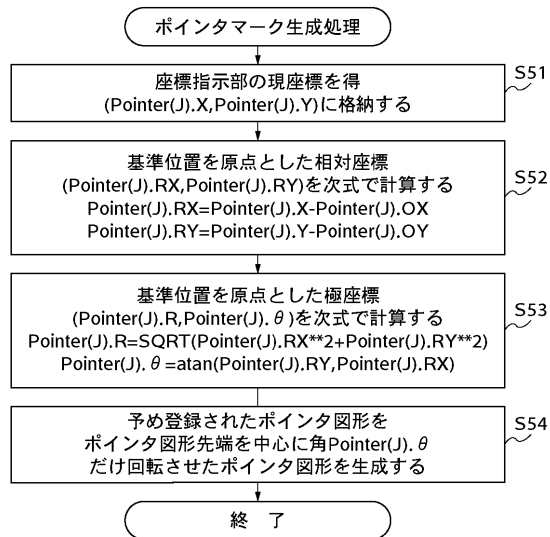 ポインタマーク生成処理
S51
座標指示部の現座標を得
(Pointer(J).X,Pointer(J).Y)に格納する
S52
基準位置を原点とした相対座標
(Pointer(J).RX,Pointer(J).RY)を次式で計算する
Pointer(J).RX=Pointer(J).X-Pointer(J).OX
Pointer(J).RY=Pointer(J).Y-Pointer(J).OY
S53
基準位置を原点とした極座標
(Pointer(J).R,Pointer(J).θ)を次式で計算する
Pointer(J).R=SQRT(Pointer(J).RX**2+Pointer(J).RY**2)
Pointer(J).θ=atan(Pointer(J).RY,Pointer(J).RX)
S54
予め登録されたポインタ図形を
ポインタ図形先端を中心に角Pointer(J).θ
だけ回転させたポインタ図形を生成する
終 了